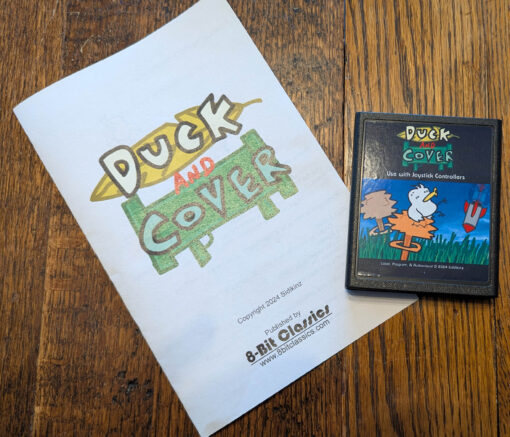 DUCK
AND
COVER
Copyright 2024 Sidlkinz
Published by
8-Bit Classics
www.8bitclassics.com
DUCK
AND
COVER
Use with Joystick Controllers